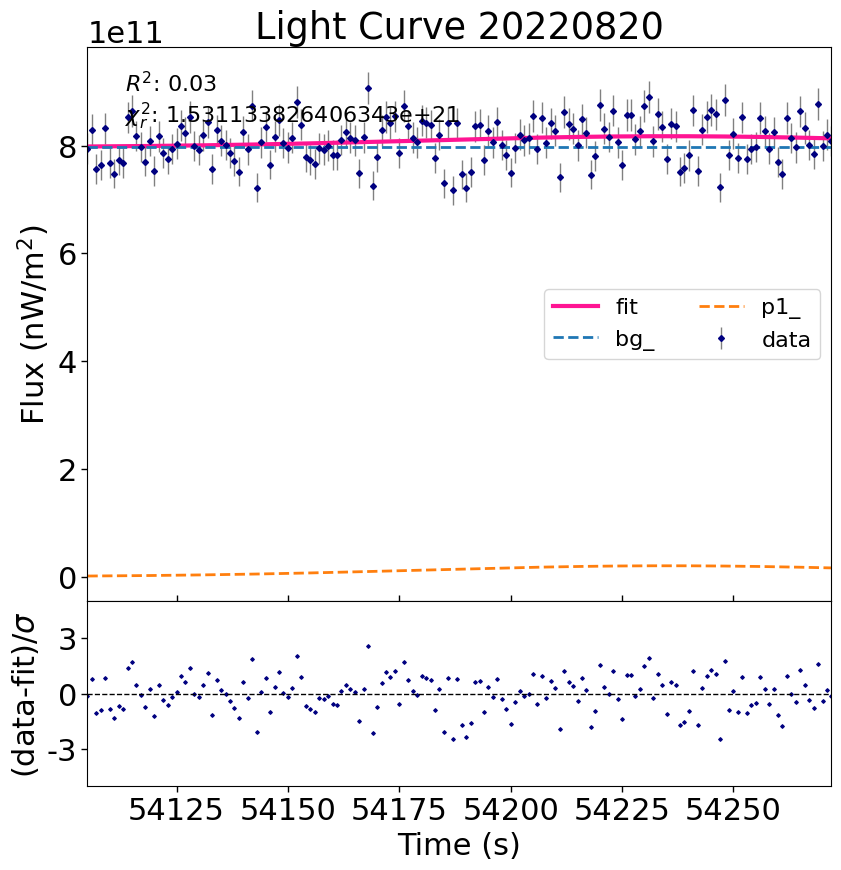 Light Curve 20220820
1e11
R²: 0.03
χ²ᵣ: 1.5311338264063433e+21
8
6
4
2
0
Flux (nW/m²)
fit
bg_
p1_
data
3
0
-3
(data-fit)/σ
54125 54150 54175 54200 54225 54250
Time (s)